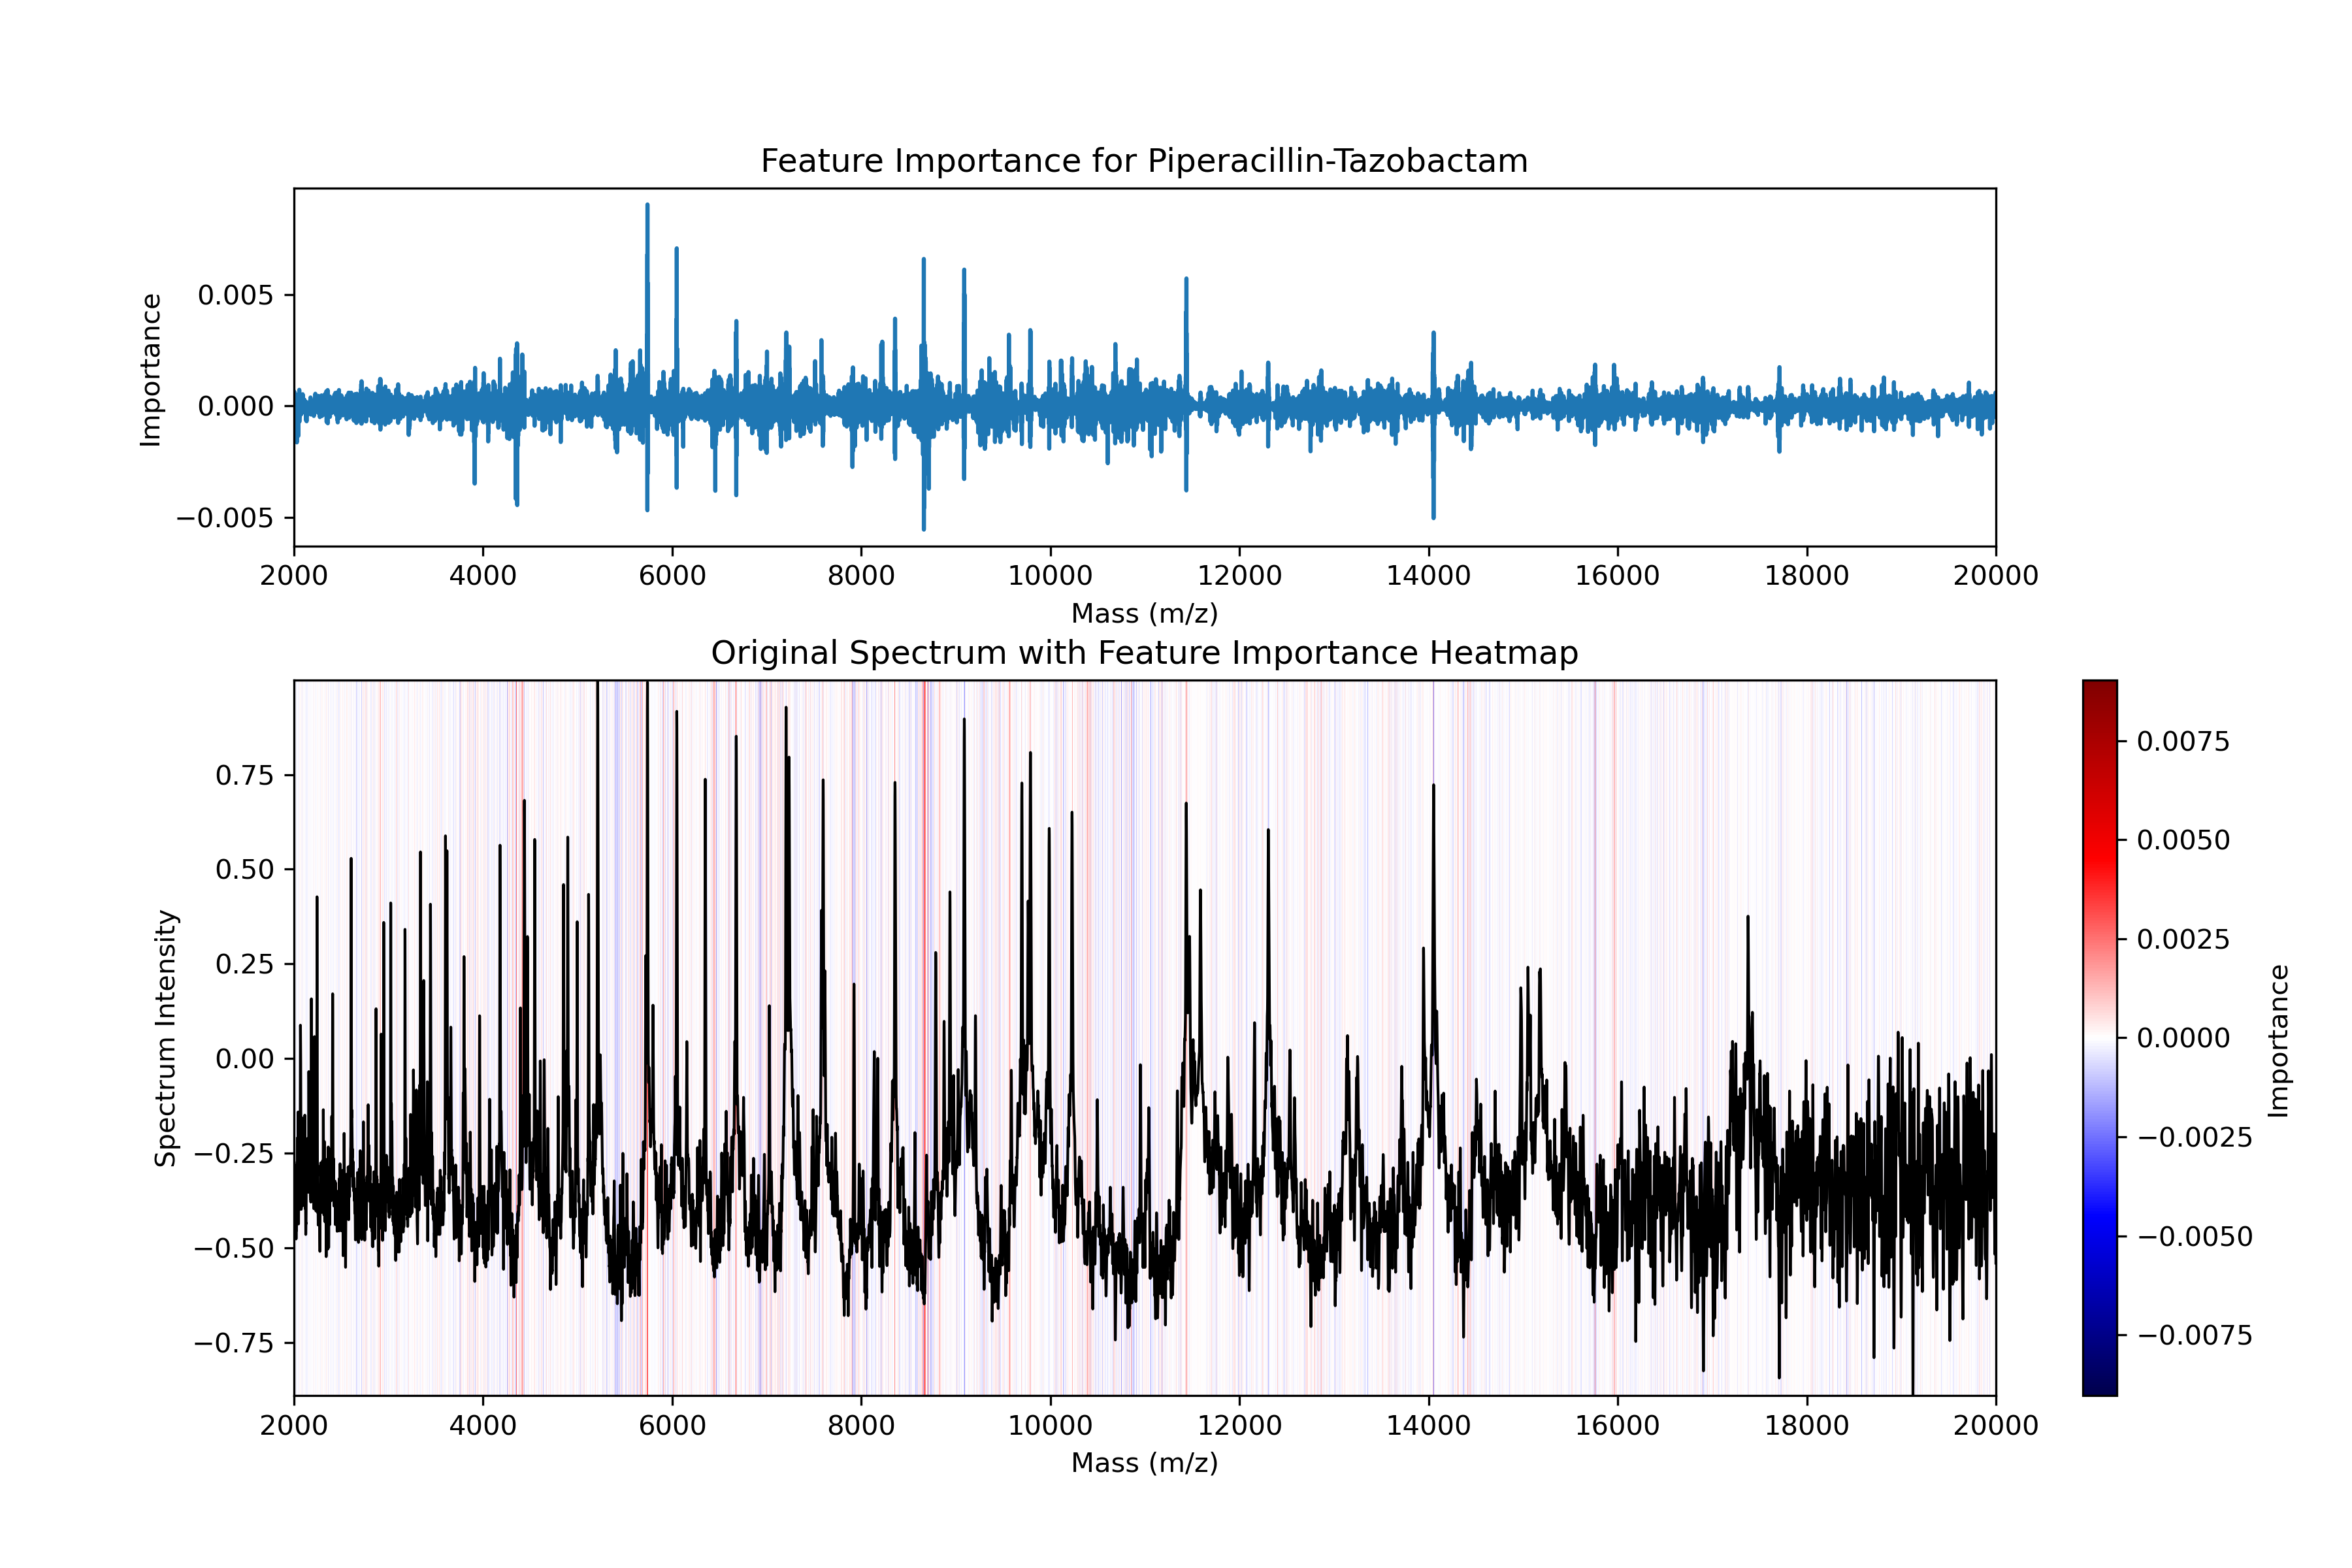 Feature Importance for Piperacillin-Tazobactam
Importance
0.005
0.000
−0.005
2000 4000 6000 8000 10000 12000 14000 16000 18000 20000
Mass (m/z)
Original Spectrum with Feature Importance Heatmap
Spectrum Intensity
0.75
0.50
0.25
0.00
−0.25
−0.50
−0.75
2000 4000 6000 8000 10000 12000 14000 16000 18000 20000
Mass (m/z)
0.0075
0.0050
0.0025
0.0000
−0.0025
−0.0050
−0.0075
Importance